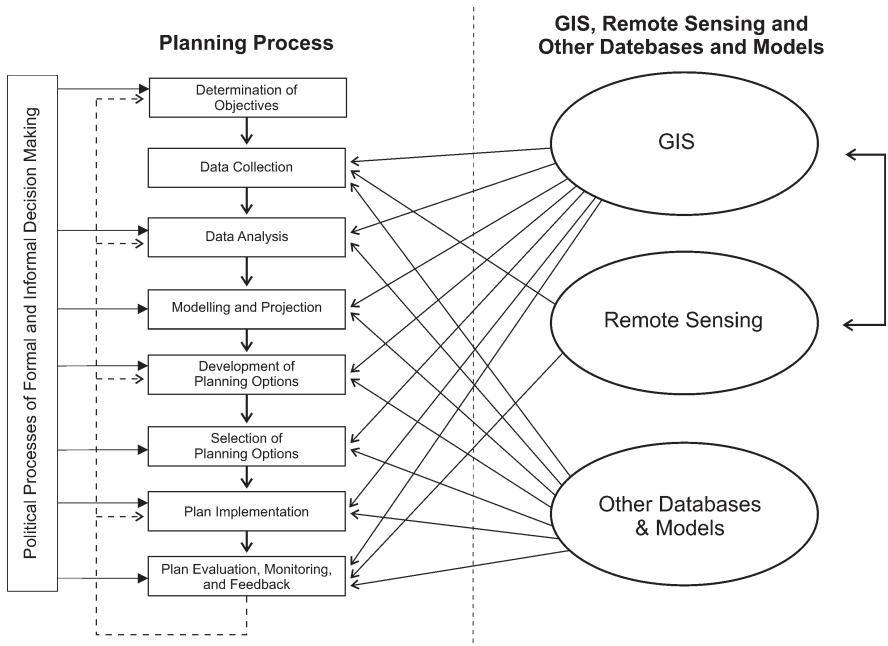 Planning Process
GIS, Remote Sensing and
Other Datebases and Models
Political Processes of Formal and Informal Decision Making
Determination of
Objectives
Data Collection
Data Analysis
Modelling and Projection
Development of
Planning Options
Selection of
Planning Options
Plan Implementation
Plan Evaluation, Monitoring,
and Feedback
GIS
Remote Sensing
Other Databases
& Models